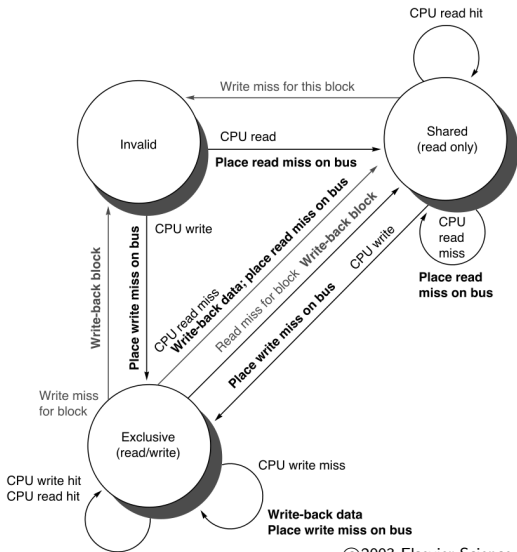 CPU read hit
Write miss for this block
Invalid
CPU read
Place read miss on bus
Shared
(read only)
CPU write
Place write miss on bus
Write-back block
CPU read miss
Write-back data; place read miss on bus
Read miss for block Write-back block
CPU write
Place write miss on bus
CPU
read
miss
Place read
miss on bus
Write miss
for block
Exclusive
(read/write)
CPU write hit
CPU read hit
CPU write miss
Write-back data
Place write miss on bus